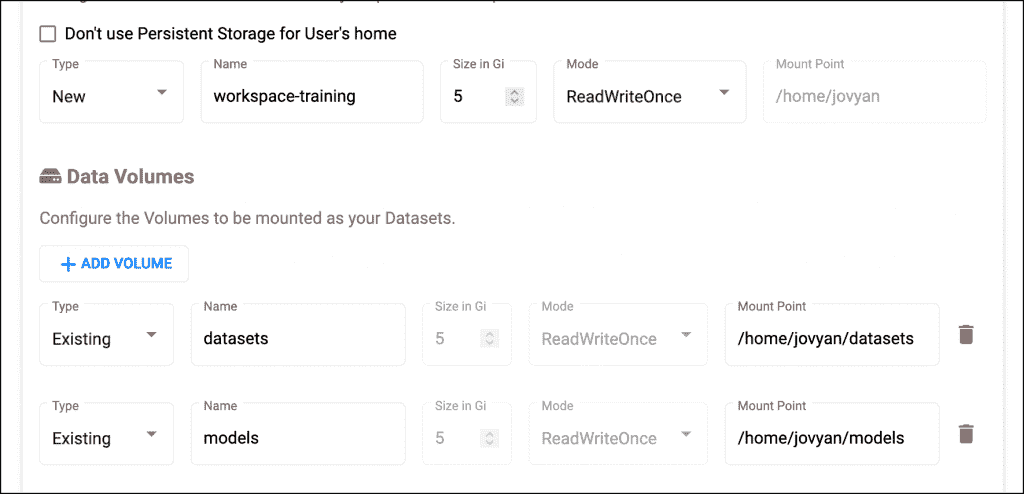 Don't use Persistent Storage for User's home
Type Name Size in Gi Mode Mount Point
New workspace-training 5 ReadWriteOnce /home/jovyan
Data Volumes
Configure the Volumes to be mounted as your Datasets.
+ ADD VOLUME
Type Name Size in Gi Mode Mount Point
Existing datasets 5 ReadWriteOnce /home/jovyan/datasets
Type Name Size in Gi Mode Mount Point
Existing models 5 ReadWriteOnce /home/jovyan/models